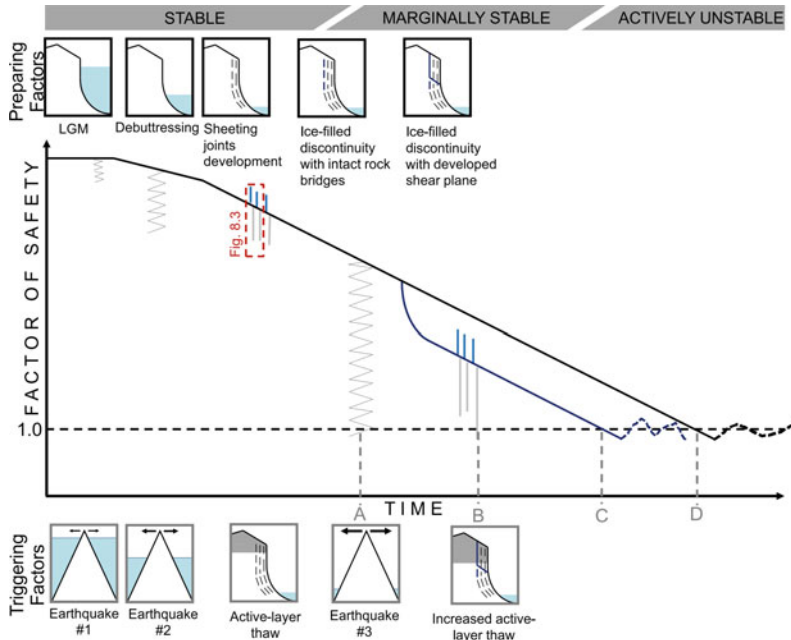 STABLE
MARGINALLY STABLE
ACTIVELY UNSTABLE
Preparing
Factors
LGM
Debuttressing
Sheeting
joints
development
Ice-filled
discontinuity
with intact rock
bridges
Ice-filled
discontinuity
with developed
shear plane
FACTOR OF SAFETY
Fig. 8.3
1.0
A
TIME
B
C
D
Triggering
Factors
Earthquake
#1
Earthquake
#2
Active-layer
thaw
Earthquake
#3
Increased active-
layer thaw